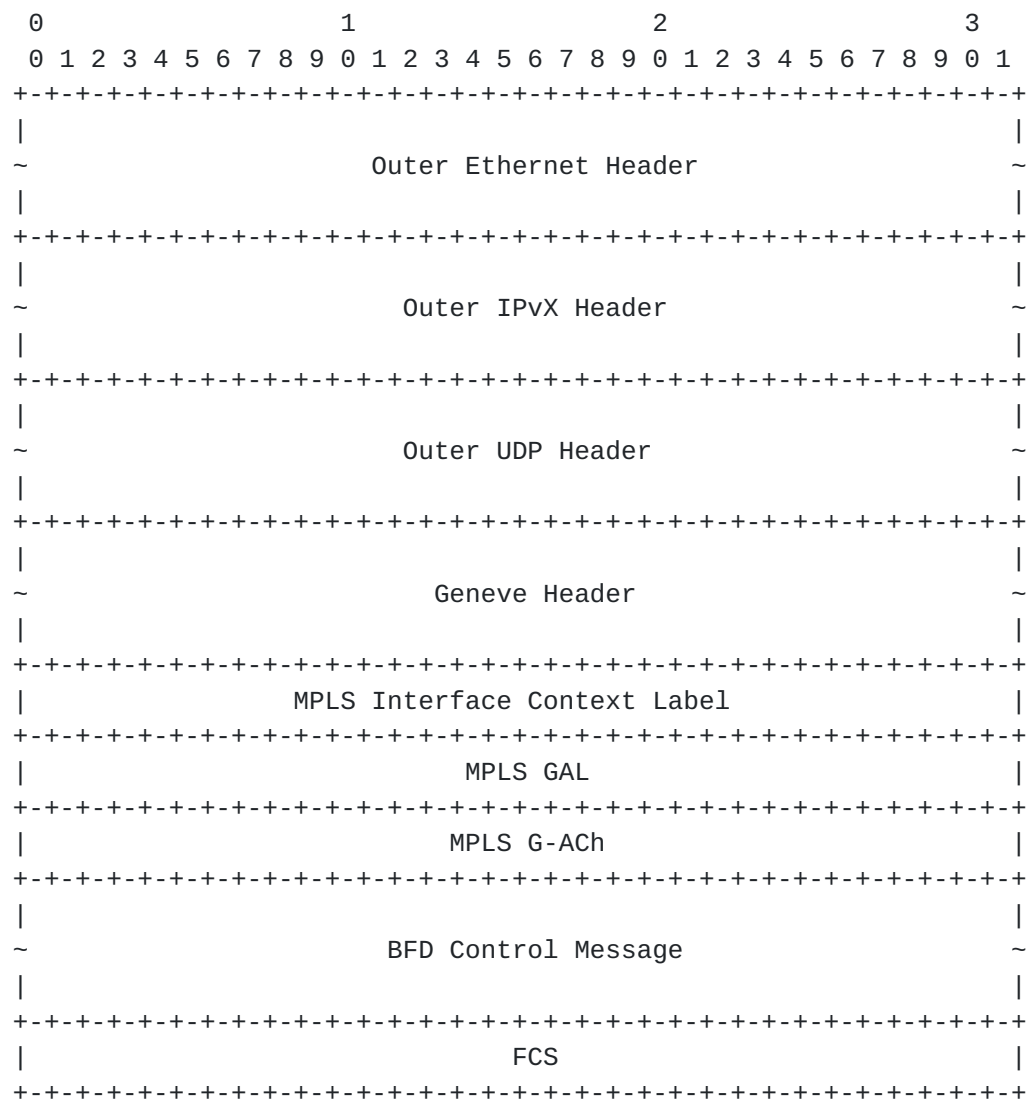 0                   1                   2                   3
 0 1 2 3 4 5 6 7 8 9 0 1 2 3 4 5 6 7 8 9 0 1 2 3 4 5 6 7 8 9 0 1
+-+-+-+-+-+-+-+-+-+-+-+-+-+-+-+-+-+-+-+-+-+-+-+-+-+-+-+-+-+-+-+-+
|                                                               |
~                      Outer Ethernet Header                    ~
|                                                               |
+-+-+-+-+-+-+-+-+-+-+-+-+-+-+-+-+-+-+-+-+-+-+-+-+-+-+-+-+-+-+-+-+
|                                                               |
~                        Outer IPvX Header                      ~
|                                                               |
+-+-+-+-+-+-+-+-+-+-+-+-+-+-+-+-+-+-+-+-+-+-+-+-+-+-+-+-+-+-+-+-+
|                                                               |
~                        Outer UDP Header                       ~
|                                                               |
+-+-+-+-+-+-+-+-+-+-+-+-+-+-+-+-+-+-+-+-+-+-+-+-+-+-+-+-+-+-+-+-+
|                                                               |
~                          Geneve Header                        ~
|                                                               |
+-+-+-+-+-+-+-+-+-+-+-+-+-+-+-+-+-+-+-+-+-+-+-+-+-+-+-+-+-+-+-+-+
|                 MPLS Interface Context Label                  |
+-+-+-+-+-+-+-+-+-+-+-+-+-+-+-+-+-+-+-+-+-+-+-+-+-+-+-+-+-+-+-+-+
|                            MPLS GAL                           |
+-+-+-+-+-+-+-+-+-+-+-+-+-+-+-+-+-+-+-+-+-+-+-+-+-+-+-+-+-+-+-+-+
|                           MPLS G-ACh                          |
+-+-+-+-+-+-+-+-+-+-+-+-+-+-+-+-+-+-+-+-+-+-+-+-+-+-+-+-+-+-+-+-+
|                                                               |
~                       BFD Control Message                     ~
|                                                               |
+-+-+-+-+-+-+-+-+-+-+-+-+-+-+-+-+-+-+-+-+-+-+-+-+-+-+-+-+-+-+-+-+
|                               FCS                             |
+-+-+-+-+-+-+-+-+-+-+-+-+-+-+-+-+-+-+-+-+-+-+-+-+-+-+-+-+-+-+-+-+